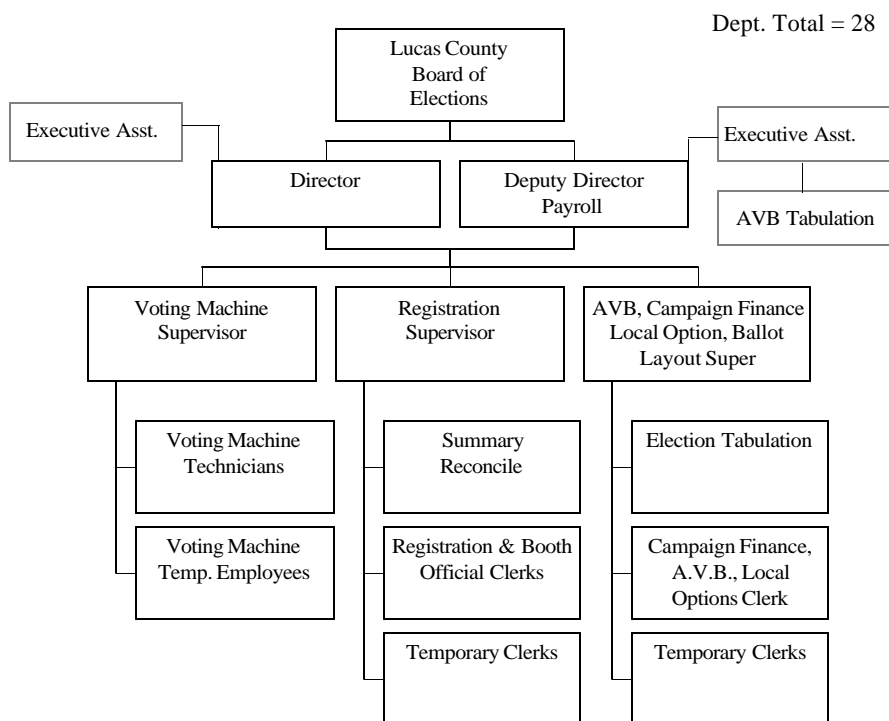 Dept. Total = 28
Lucas County
Board of
Elections
Executive Asst.
Executive Asst.
Director
Deputy Director
Payroll
AVB Tabulation
Voting Machine
Supervisor
Registration
Supervisor
AVB, Campaign Finance
Local Option, Ballot
Layout Super
Voting Machine
Technicians
Summary
Reconcile
Election Tabulation
Voting Machine
Temp. Employees
Registration & Booth
Official Clerks
Campaign Finance,
A.V.B., Local
Options Clerk
Temporary Clerks
Temporary Clerks